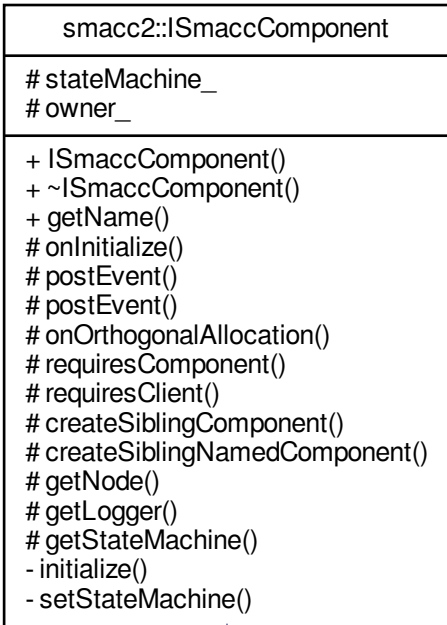 smacc2::ISmaccComponent
# stateMachine_
# owner_
+ ISmaccComponent()
+ ~ISmaccComponent()
+ getName()
# onInitialize()
# postEvent()
# postEvent()
# onOrthogonalAllocation()
# requiresComponent()
# requiresClient()
# createSiblingComponent()
# createSiblingNamedComponent()
# getNode()
# getLogger()
# getStateMachine()
- initialize()
- setStateMachine()